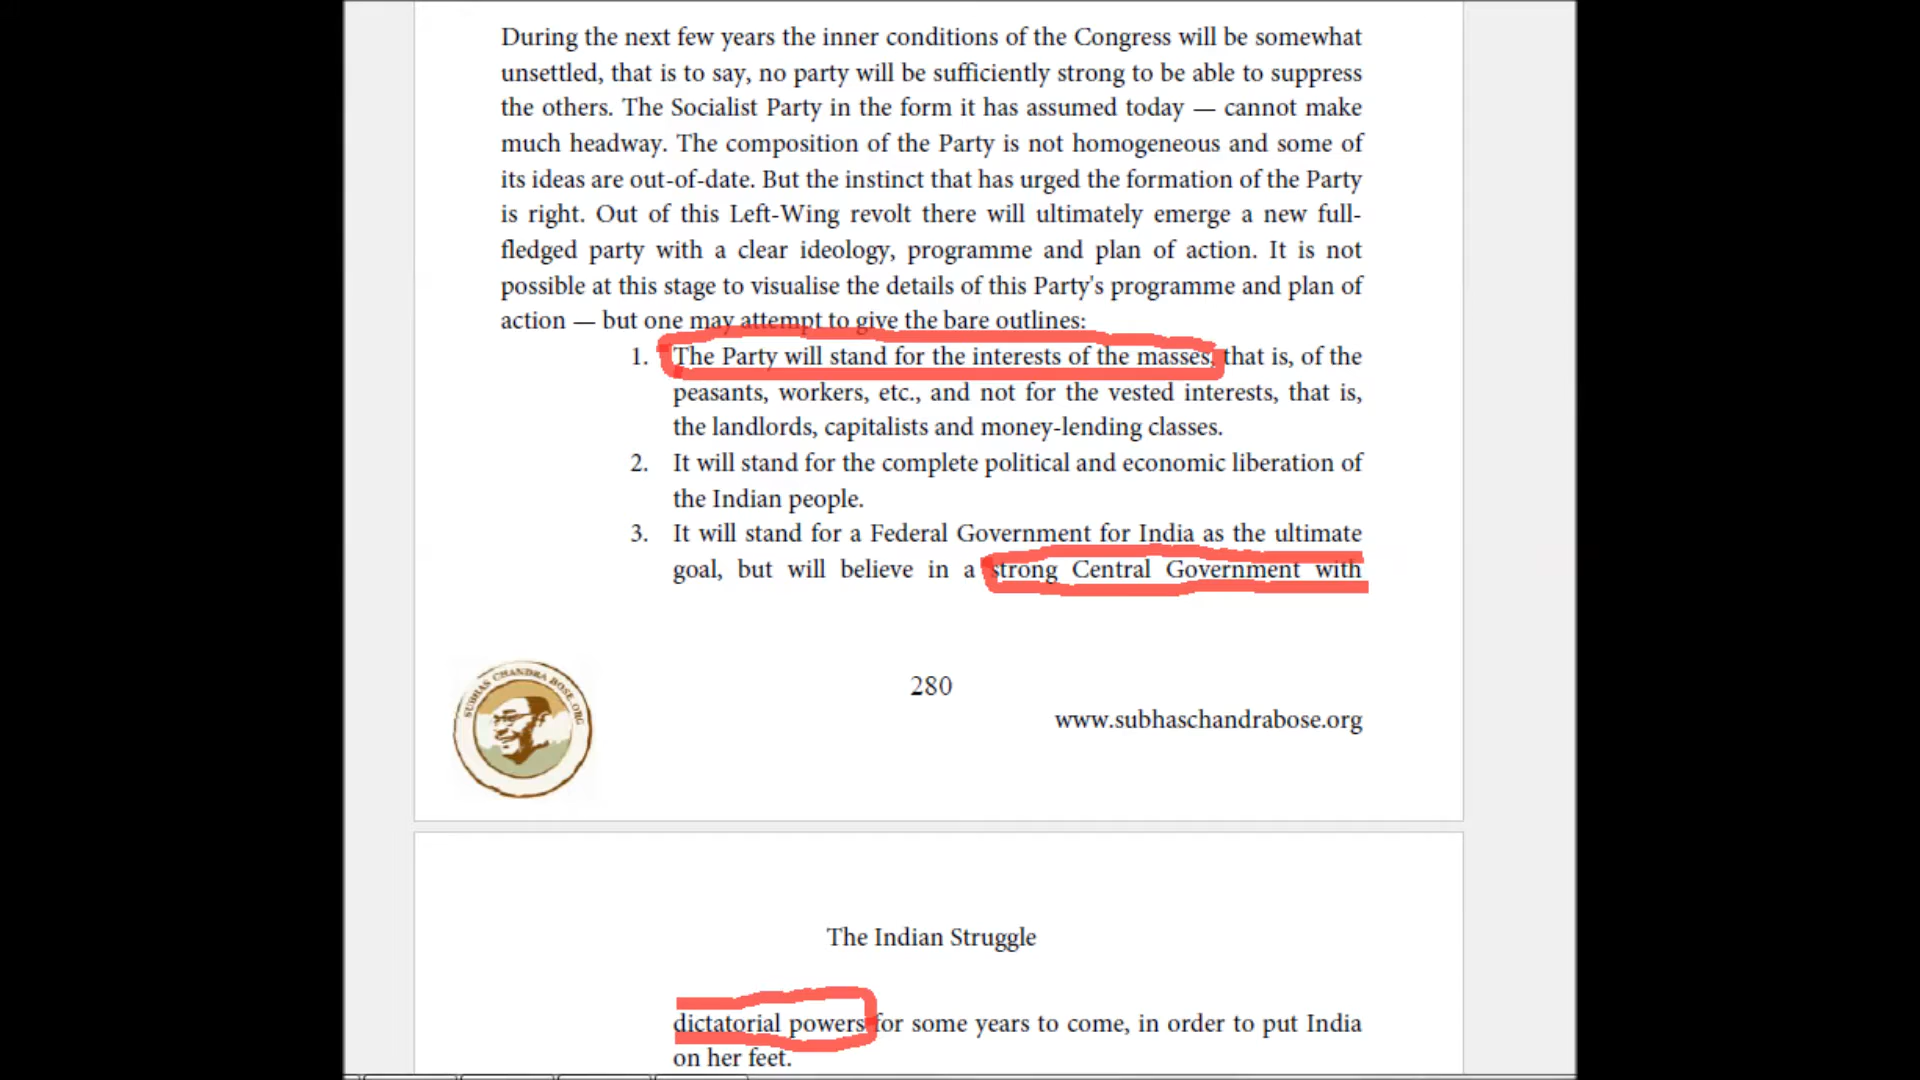 During the next few years the inner conditions of the Congress will be somewhat
unsettled, that is to say, no party will be sufficiently strong to be able to suppress
the others. The Socialist Party in the form it has assumed today — cannot make
much headway. The composition of the Party is not homogeneous and some of
its ideas are out-of-date. But the instinct that has urged the formation of the Party
is right. Out of this Left-Wing revolt there will ultimately emerge a new full-
fledged party with a clear ideology, programme and plan of action. It is not
possible at this stage to visualise the details of this Party's programme and plan of
action — but one may attempt to give the bare outlines:
1. The Party will stand for the interests of the masses, that is, of the
peasants, workers, etc., and not for the vested interests, that is,
the landlords, capitalists and money-lending classes.
2. It will stand for the complete political and economic liberation of
the Indian people.
3. It will stand for a Federal Government for India as the ultimate
goal, but will believe in a strong Central Government with
SUBHAS CHANDRA BOSE.ORG
280
www.subhaschandrabose.org
The Indian Struggle
dictatorial powers for some years to come, in order to put India
on her feet.